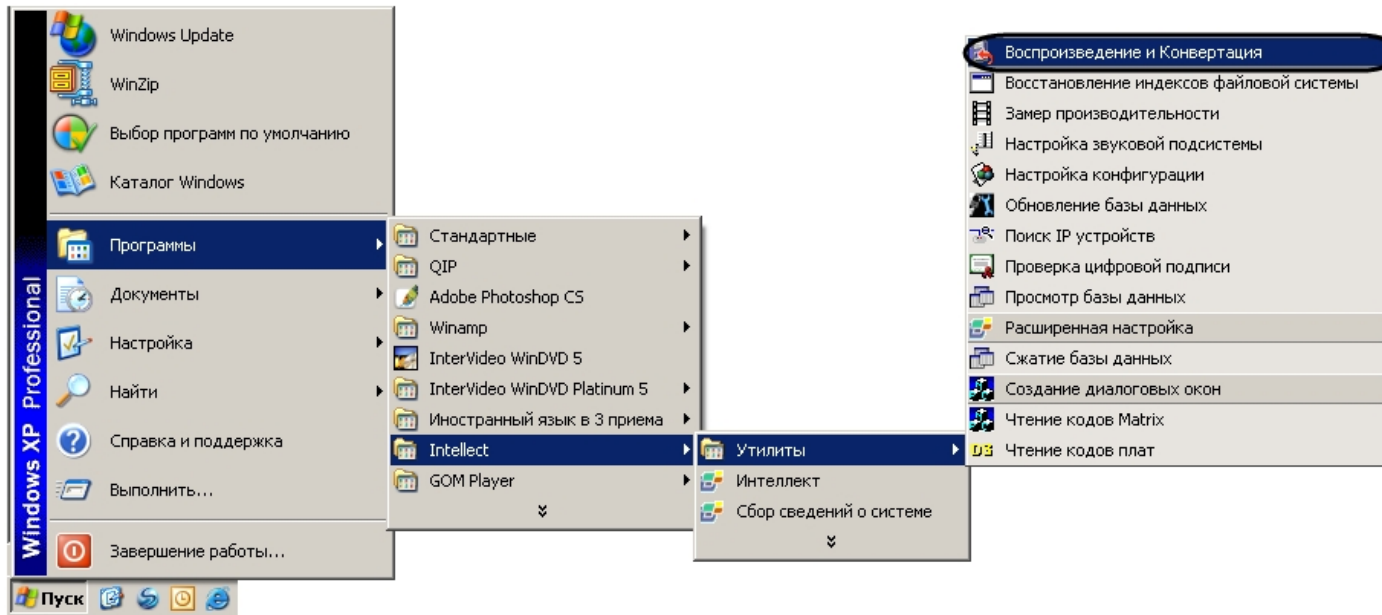 Windows XP Professional
Windows Update
WinZip
Выбор программ по умолчанию
Каталог Windows
Программы
Документы
Настройка
Найти
Справка и поддержка
Выполнить...
Завершение работы...
Пуск
Стандартные
QIP
Adobe Photoshop CS
Winamp
InterVideo WinDVD 5
InterVideo WinDVD Platinum 5
Иностранный язык в 3 приема
Intellect
GOM Player
Утилиты
Интеллект
Сбор сведений о системе
Воспроизведение и Конвертация
Восстановление индексов файловой системы
Замер производительности
Настройка звуковой подсистемы
Настройка конфигурации
Обновление базы данных
Поиск IP устройств
Проверка цифровой подписи
Просмотр базы данных
Расширенная настройка
Сжатие базы данных
Создание диалоговых окон
Чтение кодов Matrix
Чтение кодов плат